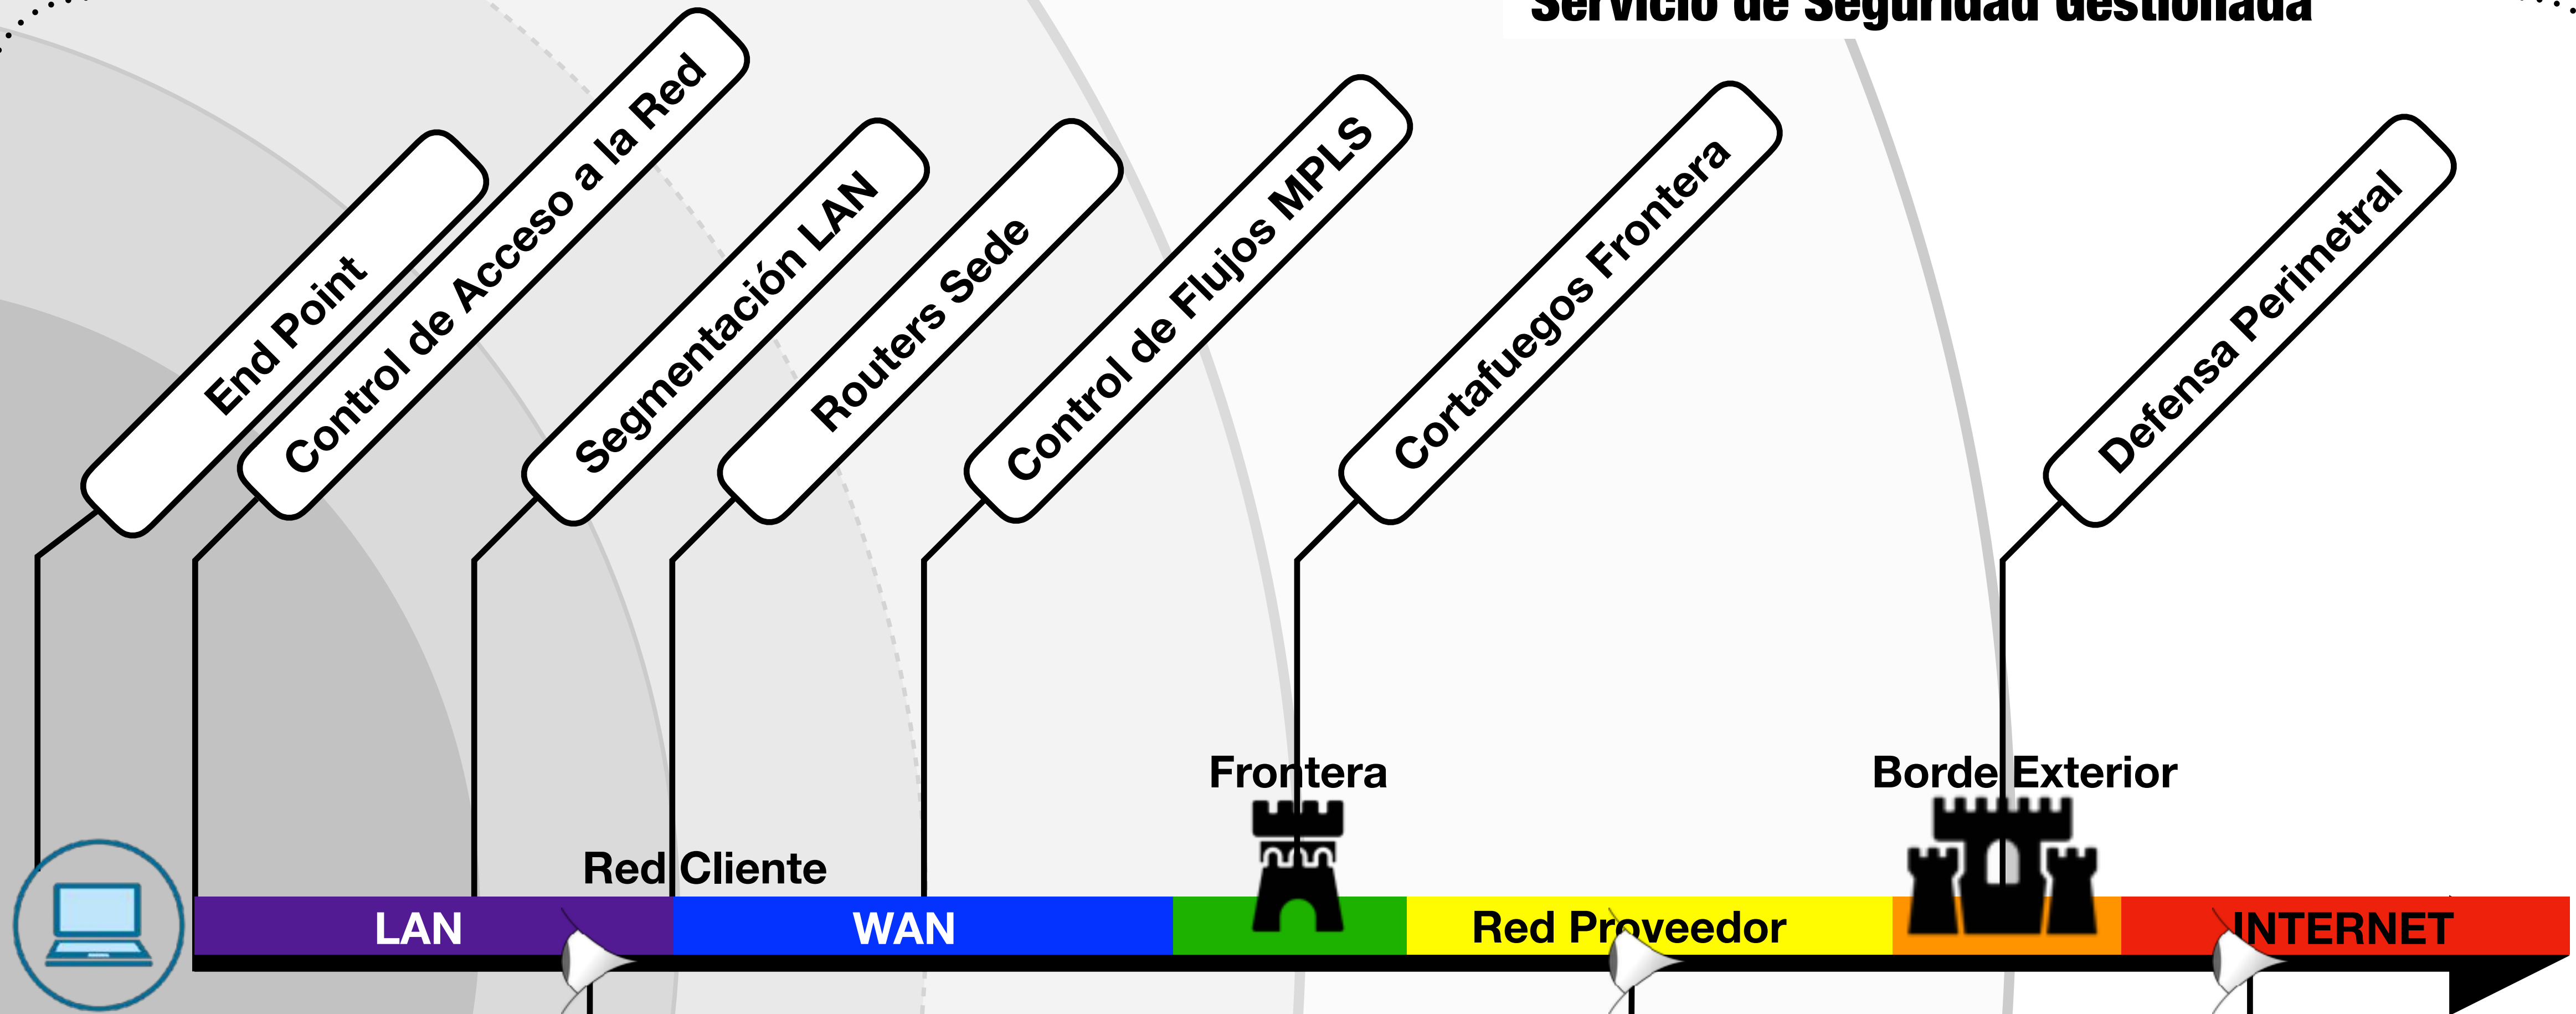 Servicio de Seguridad Gestionada
End Point
Control de Acceso a la Red
Segmentación LAN
Routers Sede
Control de Flujos MPLS
Cortafuegos Frontera
Defensa Perimetral
Frontera
Borde Exterior
Red Cliente
LAN
WAN
Red Proveedor
INTERNET